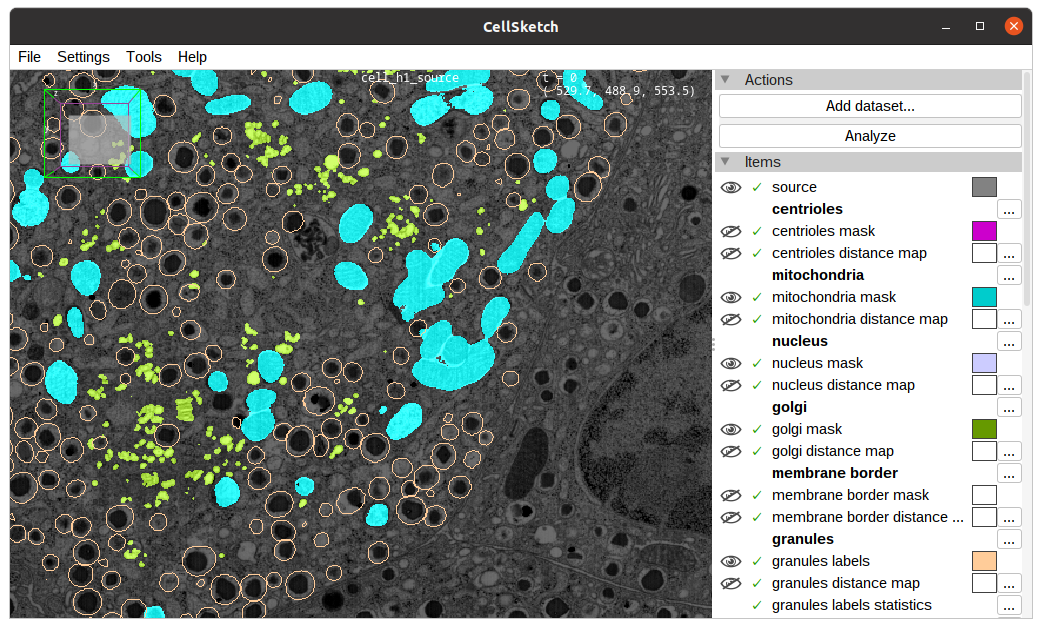 CellSketch
File Settings Tools Help
cell_h1_source t = 0
(-529.7, 488.9, 553.5)
Actions
Add dataset...
Analyze
Items
source
centrioles
...
centrioles mask
centrioles distance map ...
mitochondria
...
mitochondria mask
mitochondria distance map ...
nucleus
...
nucleus mask
nucleus distance map ...
golgi
...
golgi mask
golgi distance map ...
membrane border
...
membrane border mask
membrane border distance ... ...
granules
...
granules labels
granules distance map ...
granules labels statistics ...